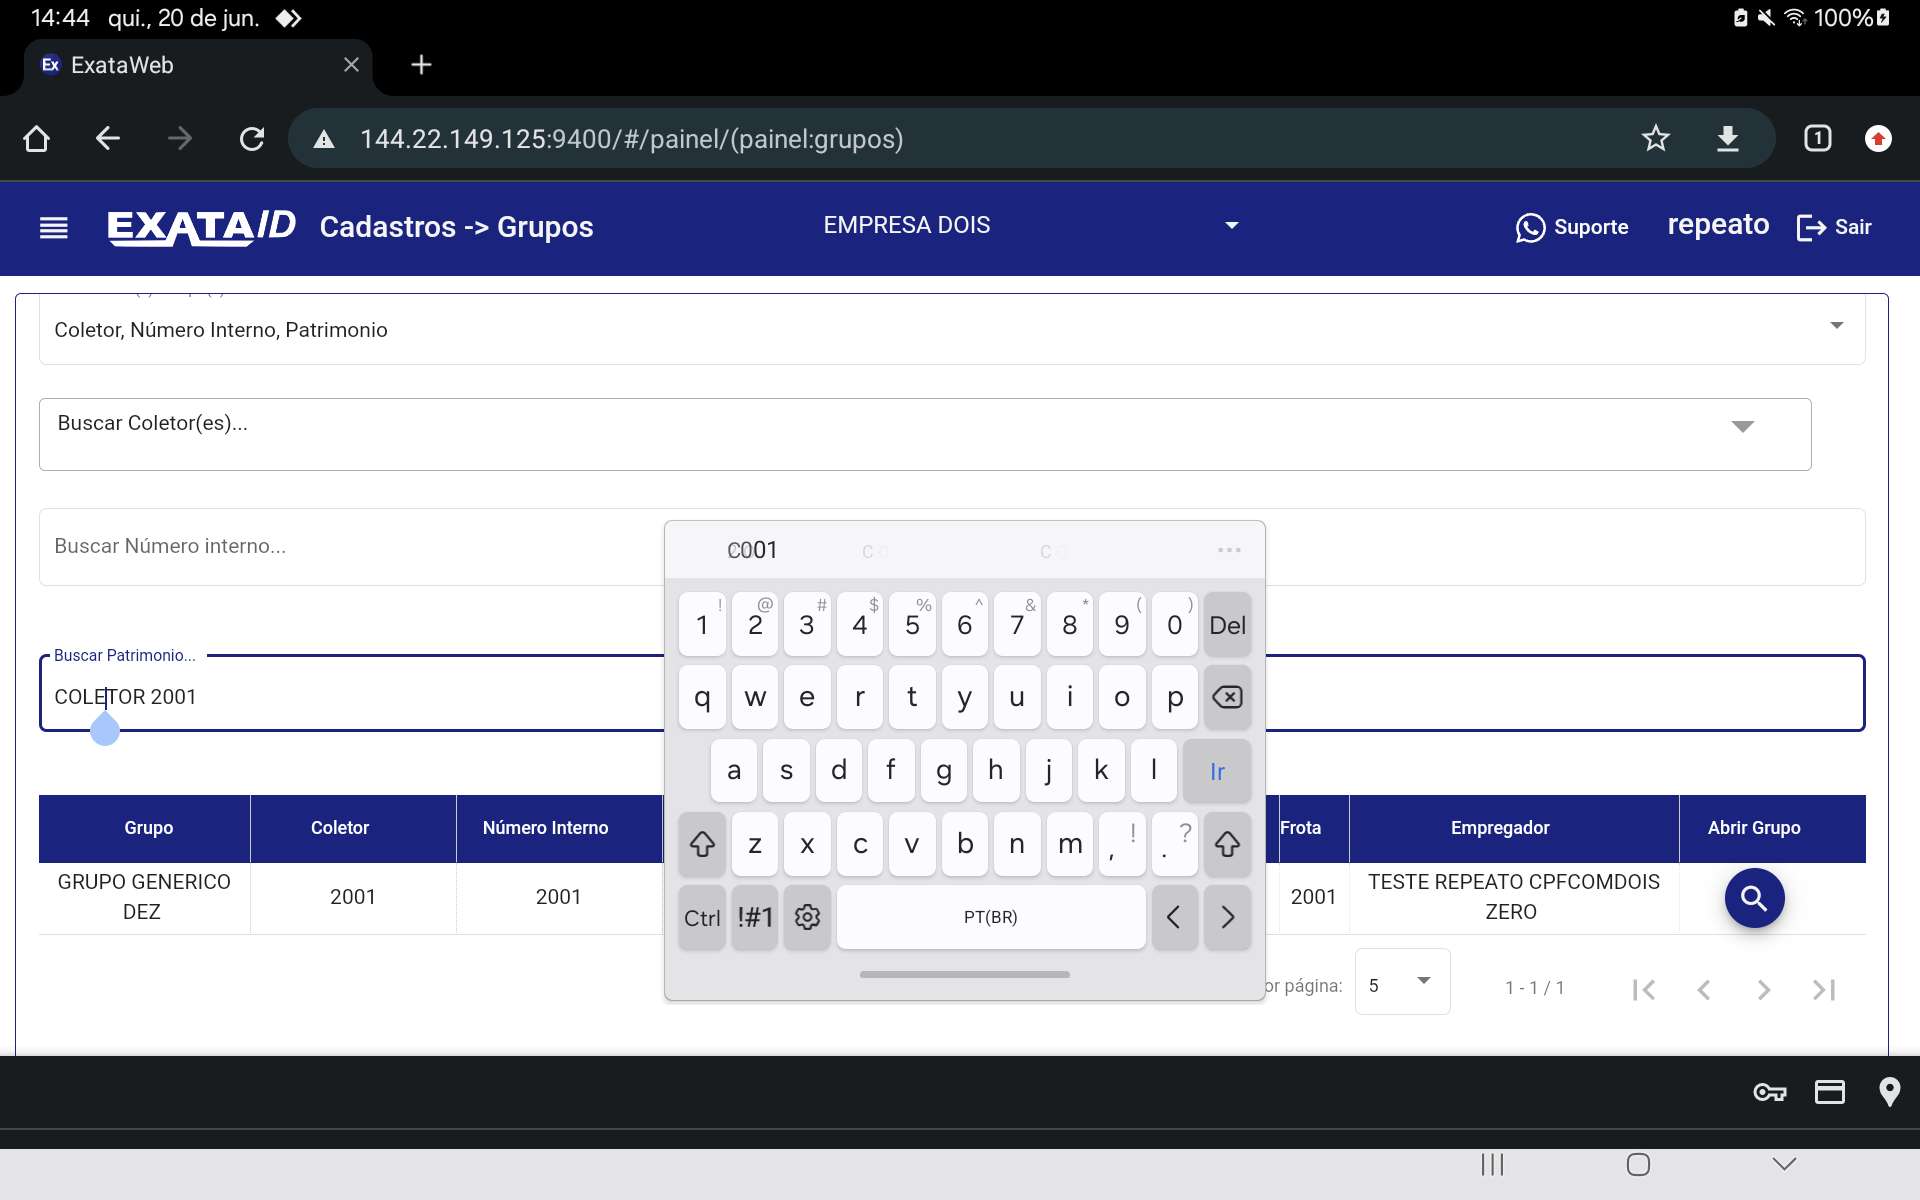 14:44 qui., 20 de jun. 100%
Ex ExataWeb
144.22.149.125:9400/#/painel/(painel:grupos) 1
EXATA ID Cadastros -> Grupos EMPRESA DOIS Suporte repeato Sair
Coletor, Número Interno, Patrimonio
Buscar Coletor(es)...
Buscar Número interno...
Buscar Patrimonio...
COLETOR 2001
1 ! 2 @ 3 # 4 $ 5 % 6 ^ 7 & 8 * 9 ( 0 ) Del
q w e r t y u i o p
a s d f g h j k l Ir
z x c v b n m , ! . ?
Ctrl !#1 PT(BR) < >
Grupo Coletor Número Interno Frota Empregador Abrir Grupo
GRUPO GENERICO DEZ 2001 2001 2001 TESTE REPEATO CPFCOMDOIS ZERO
or página: 5 1 - 1 / 1